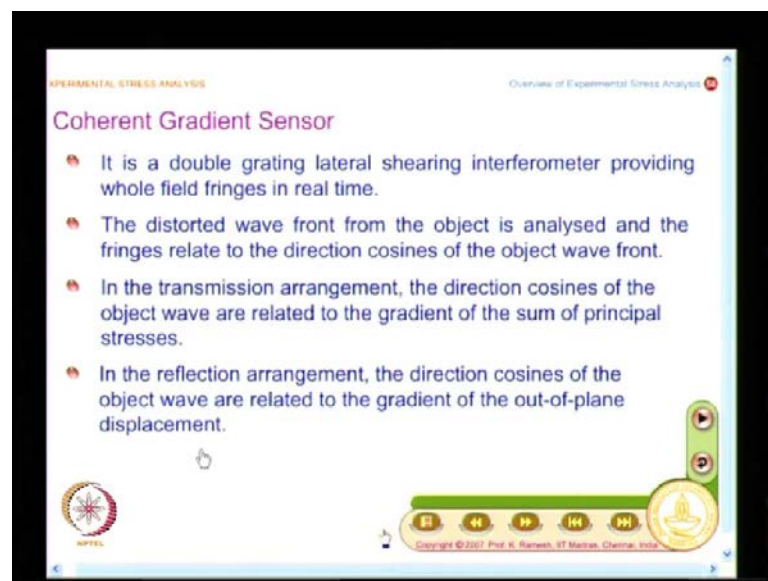 XPERIMENTAL STRESS ANALYSIS
Overview of Experimental Stress Analysis
Coherent Gradient Sensor
It is a double grating lateral shearing interferometer providing
whole field fringes in real time.
The distorted wave front from the object is analysed and the
fringes relate to the direction cosines of the object wave front.
In the transmission arrangement, the direction cosines of the
object wave are related to the gradient of the sum of principal
stresses.
In the reflection arrangement, the direction cosines of the
object wave are related to the gradient of the out-of-plane
displacement.
NPTEL
Copyright © 2007 Prof. K. Ramesh, IIT Madras, Chennai, India